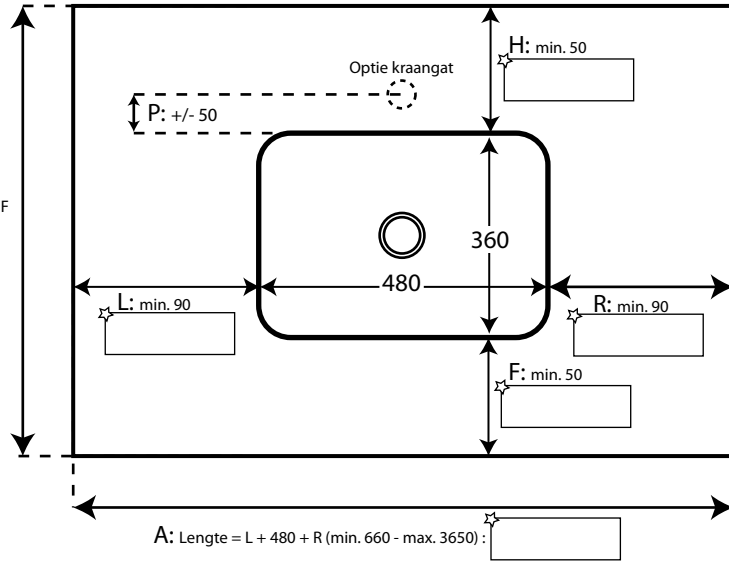 H: min. 50
Optie kraangat
P: +/- 50
F
360
480
L: min. 90
R: min. 90
F: min. 50
A: Lengte = L + 480 + R (min. 660 - max. 3650) :